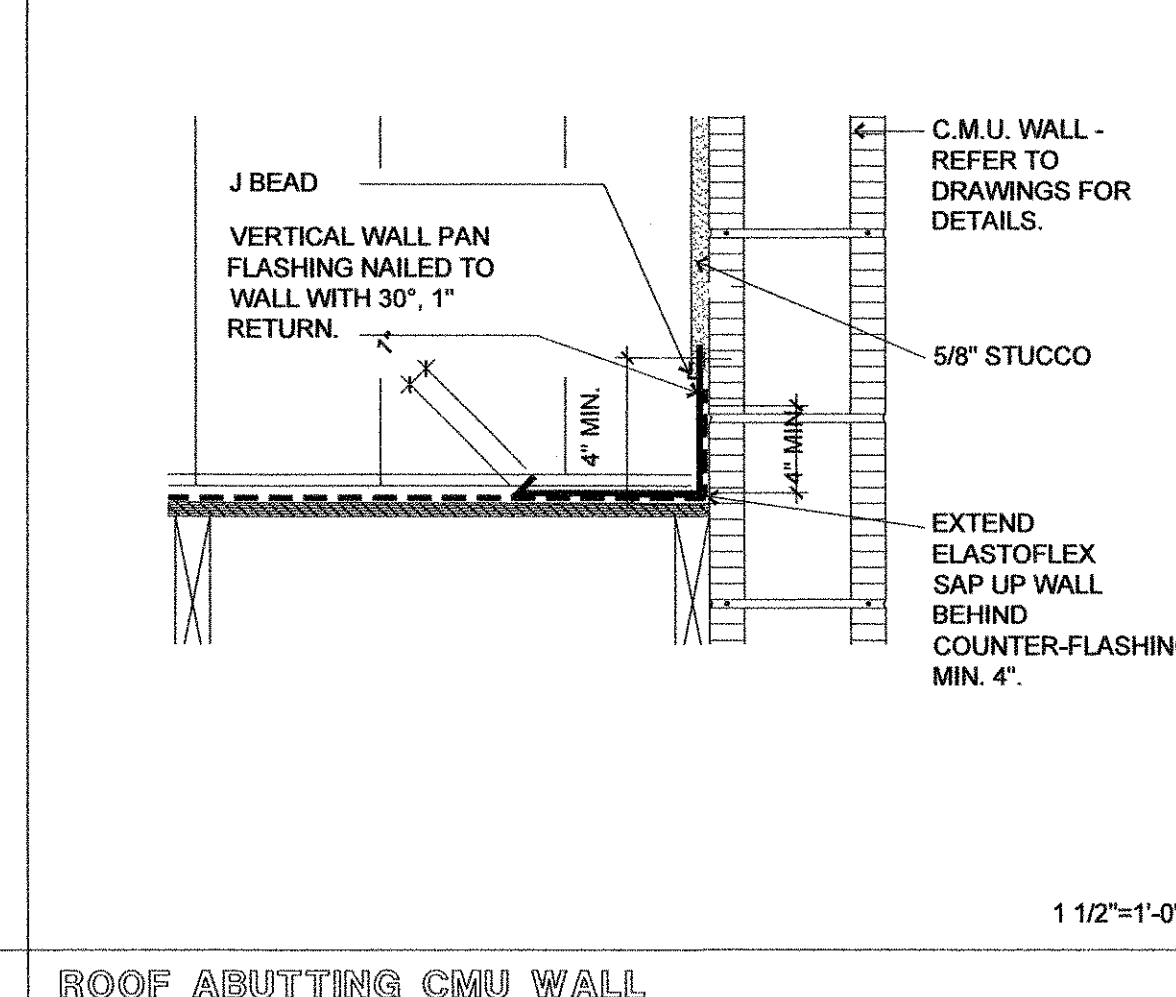 C.M.U. WALL -
REFER TO
DRAWINGS FOR
DETAILS.
J BEAD
VERTICAL WALL PAN
FLASHING NAILED TO
WALL WITH 30°, 1"
RETURN.
1"
4" MIN.
4" MIN.
5/8" STUCCO
EXTEND
ELASTOFLEX
SAP UP WALL
BEHIND
COUNTER-FLASHING
MIN. 4".
1 1/2"=1'-0"
ROOF ABUTTING CMU WALL